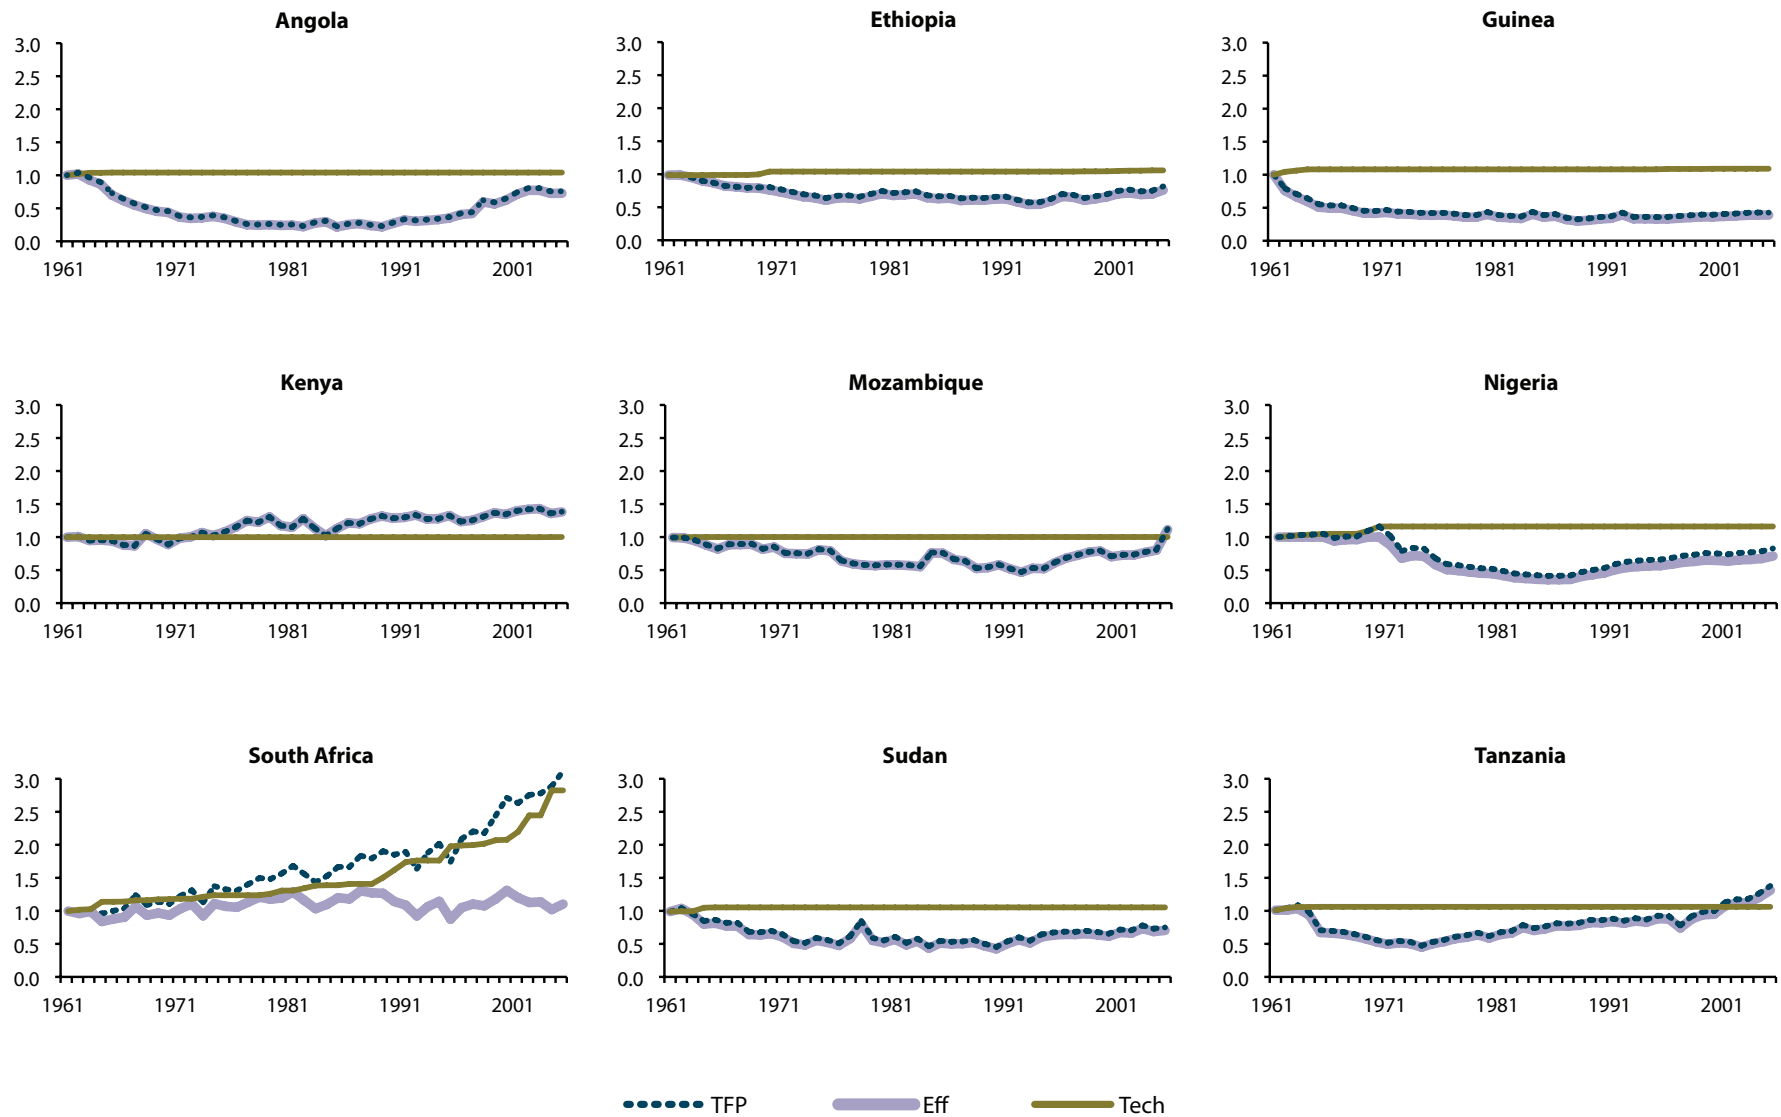 Angola Ethiopia Guinea
3.0 3.0 3.0
2.5 2.5 2.5
2.0 2.0 2.0
1.5 1.5 1.5
1.0 1.0 1.0
0.5 0.5 0.5
0.0 0.0 0.0
1961 1971 1981 1991 2001 1961 1971 1981 1991 2001 1961 1971 1981 1991 2001
Kenya Mozambique Nigeria
3.0 3.0 3.0
2.5 2.5 2.5
2.0 2.0 2.0
1.5 1.5 1.5
1.0 1.0 1.0
0.5 0.5 0.5
0.0 0.0 0.0
1961 1971 1981 1991 2001 1961 1971 1981 1991 2001 1961 1971 1981 1991 2001
South Africa Sudan Tanzania
3.0 3.0 3.0
2.5 2.5 2.5
2.0 2.0 2.0
1.5 1.5 1.5
1.0 1.0 1.0
0.5 0.5 0.5
0.0 0.0 0.0
1961 1971 1981 1991 2001 1961 1971 1981 1991 2001 1961 1971 1981 1991 2001
TFP Eff Tech